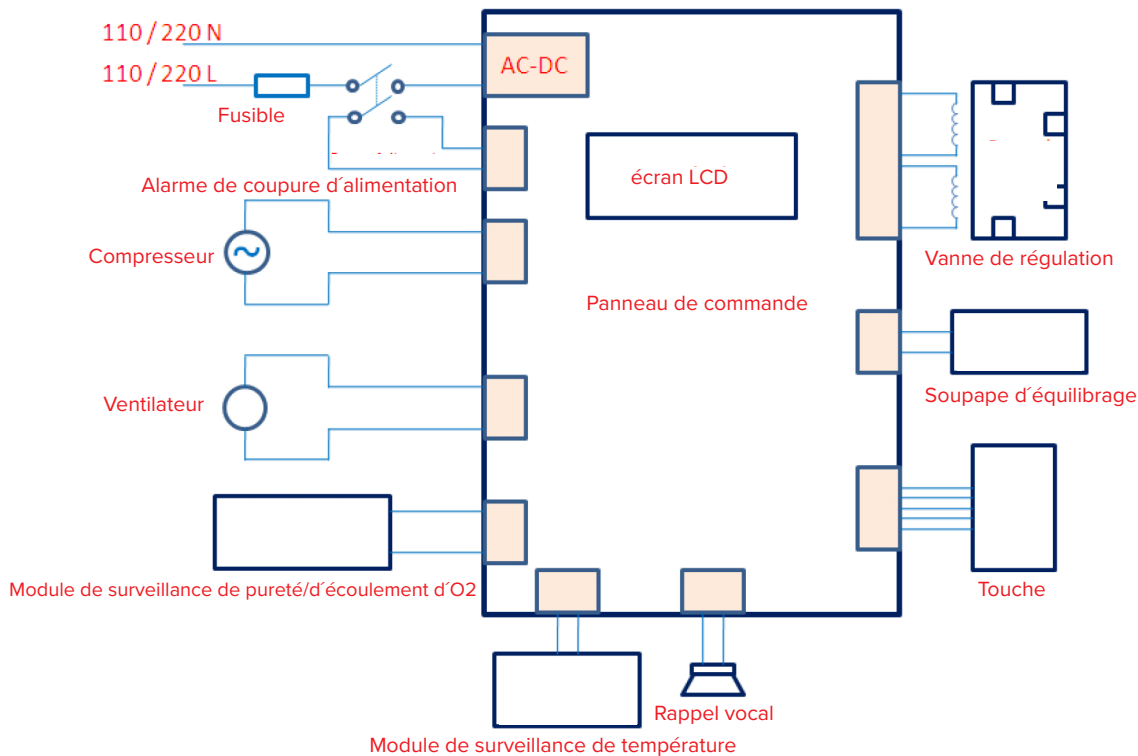 110 / 220 N
AC-DC
110 / 220 L
Fusible
Alarme de coupure d´alimentation
écran LCD
Compresseur
Vanne de régulation
Panneau de commande
Ventilateur
Soupape d´équilibrage
Module de surveillance de pureté/d´écoulement d´O2
Touche
Rappel vocal
Module de surveillance de température